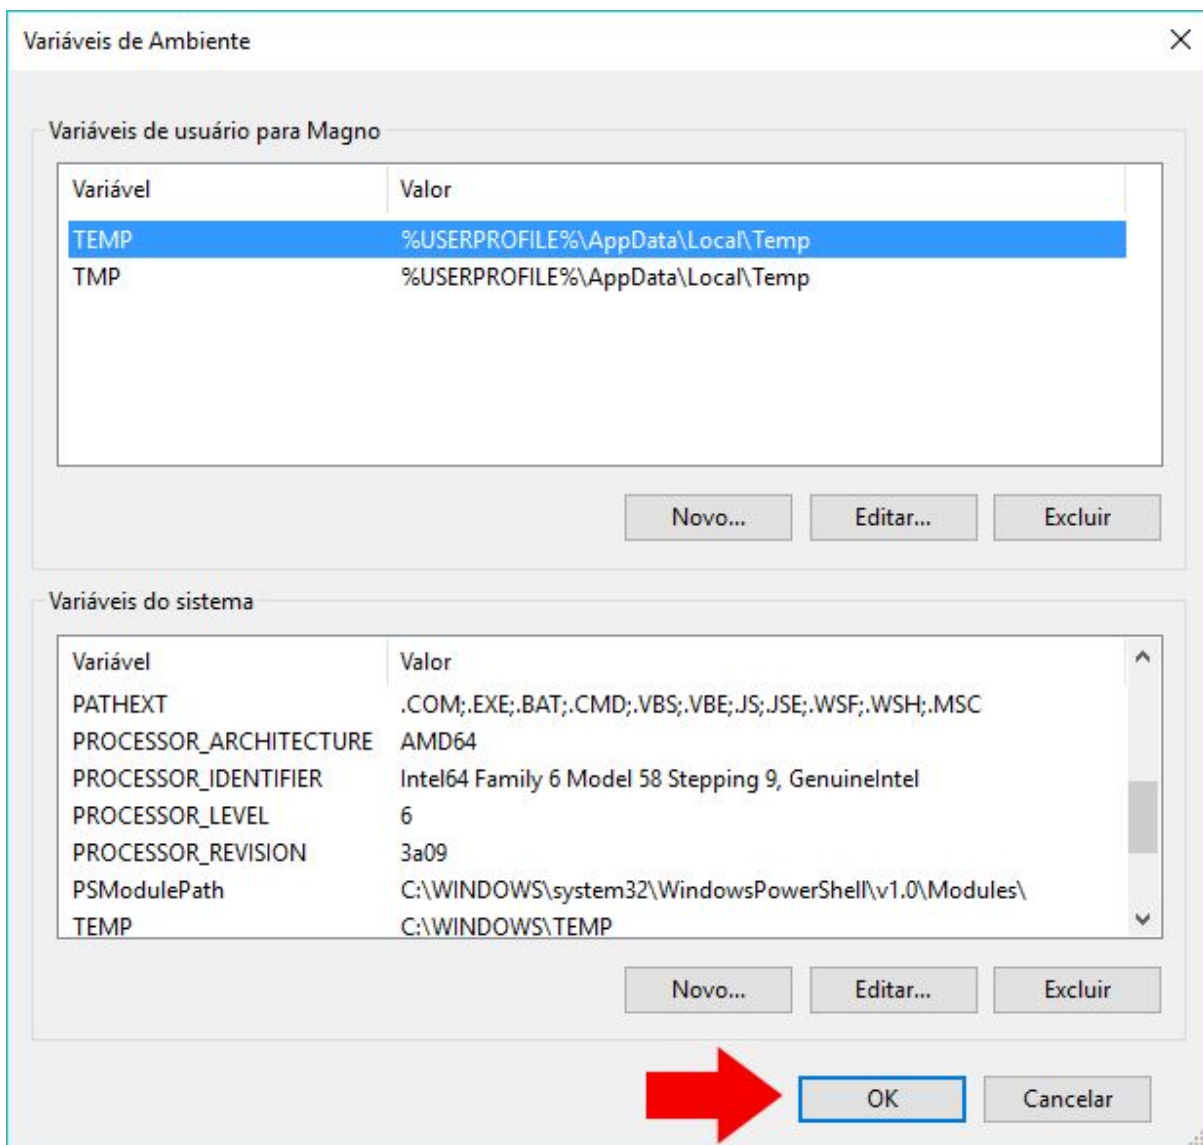 Variáveis de Ambiente
Variáveis de usuário para Magno
Variável Valor
TEMP %USERPROFILE%\AppData\Local\Temp
TMP %USERPROFILE%\AppData\Local\Temp
Novo... Editar... Excluir
Variáveis do sistema
Variável Valor
PATHEXT .COM;.EXE;.BAT;.CMD;.VBS;.VBE;.JS;.JSE;.WSF;.WSH;.MSC
PROCESSOR_ARCHITECTURE AMD64
PROCESSOR_IDENTIFIER Intel64 Family 6 Model 58 Stepping 9, GenuineIntel
PROCESSOR_LEVEL 6
PROCESSOR_REVISION 3a09
PSModulePath C:\WINDOWS\system32\WindowsPowerShell\v1.0\Modules\
TEMP C:\WINDOWS\TEMP
Novo... Editar... Excluir
OK Cancelar